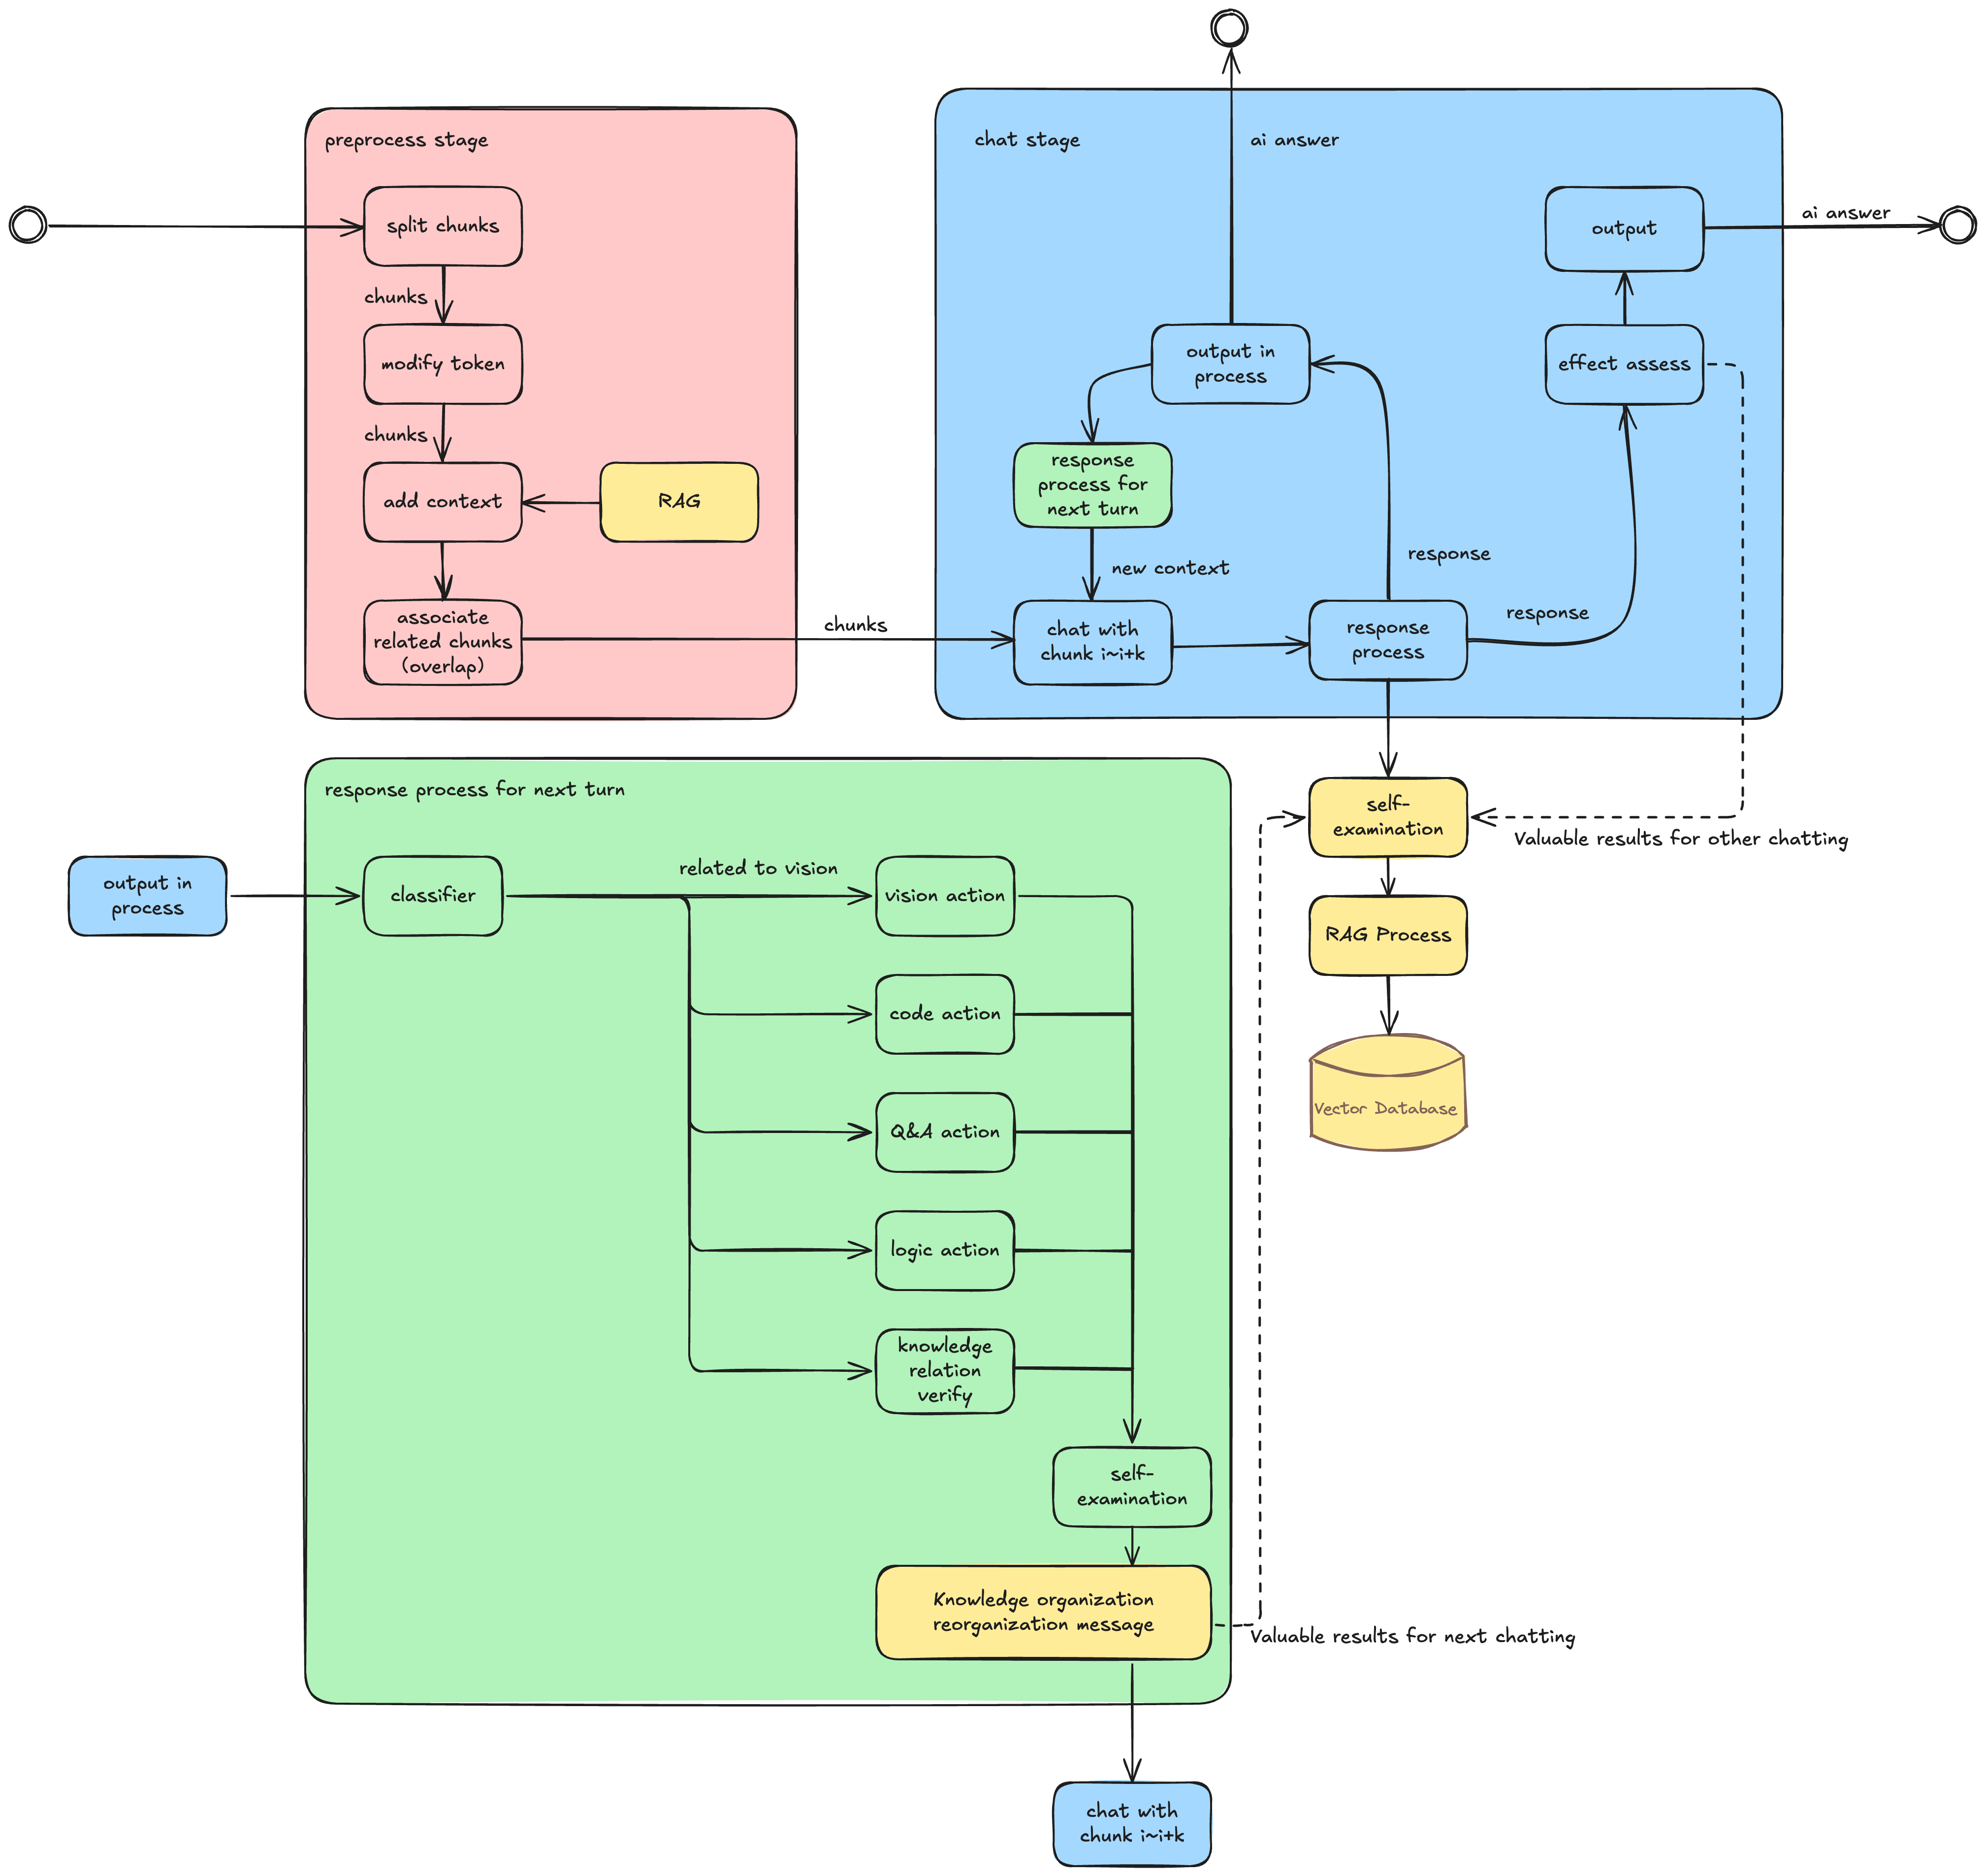 preprocess stage
split chunks
chunks
modify token
chunks
add context
RAG
associate
related chunks
(overlap)
chunks
chat stage
ai answer
output
ai answer
output in
process
effect assess
response
process for
next turn
new context
response
response
chat with
chunk i~i+k
response
process
self-
examination
Valuable results for other chatting
RAG Process
Vector Database
response process for next turn
output in
process
classifier
related to vision
vision action
code action
Q&A action
logic action
knowledge
relation
verify
self-
examination
Knowledge organization
reorganization message
Valuable results for next chatting
chat with
chunk i~i+k